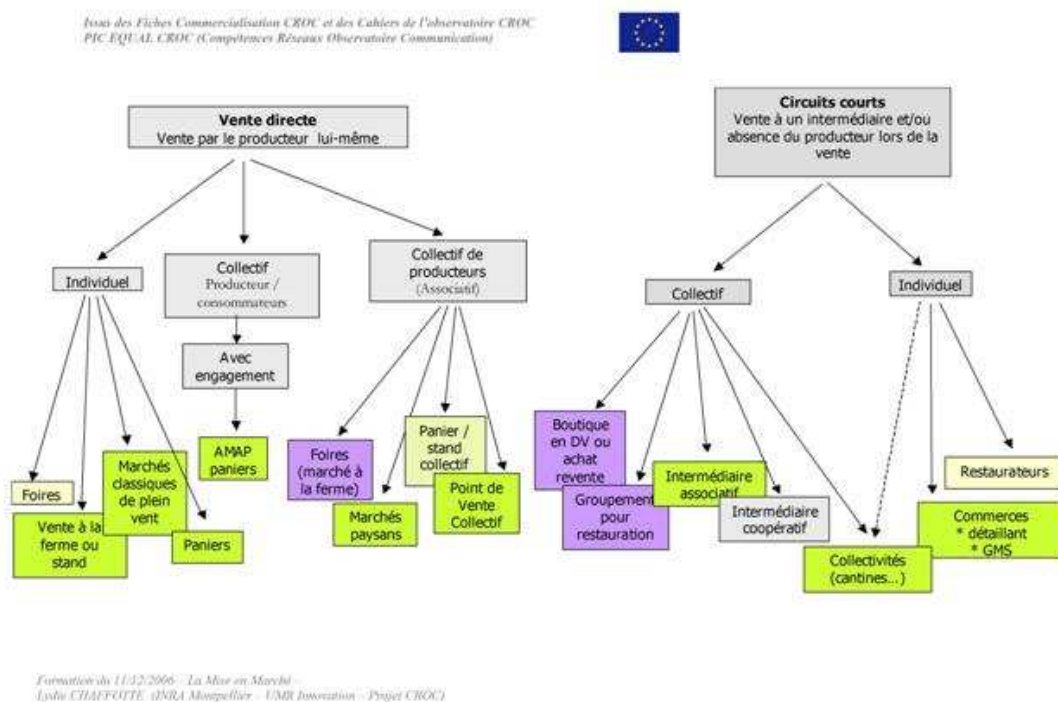 Issus des Fiches Commercialisation CROC et des Cahiers de l'observatoire CROC
PIC EQUAL CROC (Compétences Réseaux Observatoire Communication)
Vente directe
Vente par le producteur lui-même
Circuits courts
Vente à un intermédiaire et/ou
absence du producteur lors de la
vente
Individuel
Collectif
Producteur /
consommateurs
Collectif de
producteurs
(Associatif)
Collectif
Individuel
Avec
engagement
Foires
Vente à la
ferme ou
stand
Marchés
classiques
de plein
vent
Paniers
AMAP
paniers
Foires
(marché à
la ferme)
Marchés
paysans
Panier /
stand
collectif
Point de
Vente
Collectif
Boutique
en DV ou
achat
revente
Groupement
pour
restauration
Intermédiaire
associatif
Intermédiaire
coopératif
Collectivités
(cantines...)
Restaurateurs
Commerces
* détaillant
* GMS
Formation du 11/12/2006 - La Mise en Marché -
Lydie CHAFFOTTE (INRA Montpellier - UMR Innovation - Projet CROC)